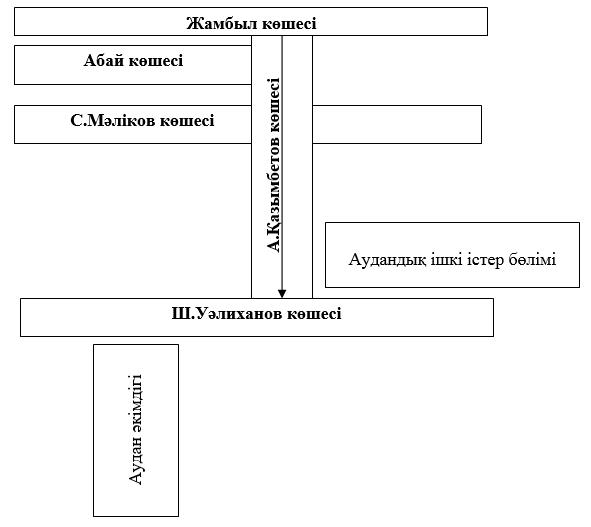 Жамбыл көшесі
Абай көшесі
С.Мәліков көшесі
А.Қазымбетов көшесі
Аудандық ішкі істер бөлімі
Ш.Уәлиханов көшесі
Аудан әкімдігі